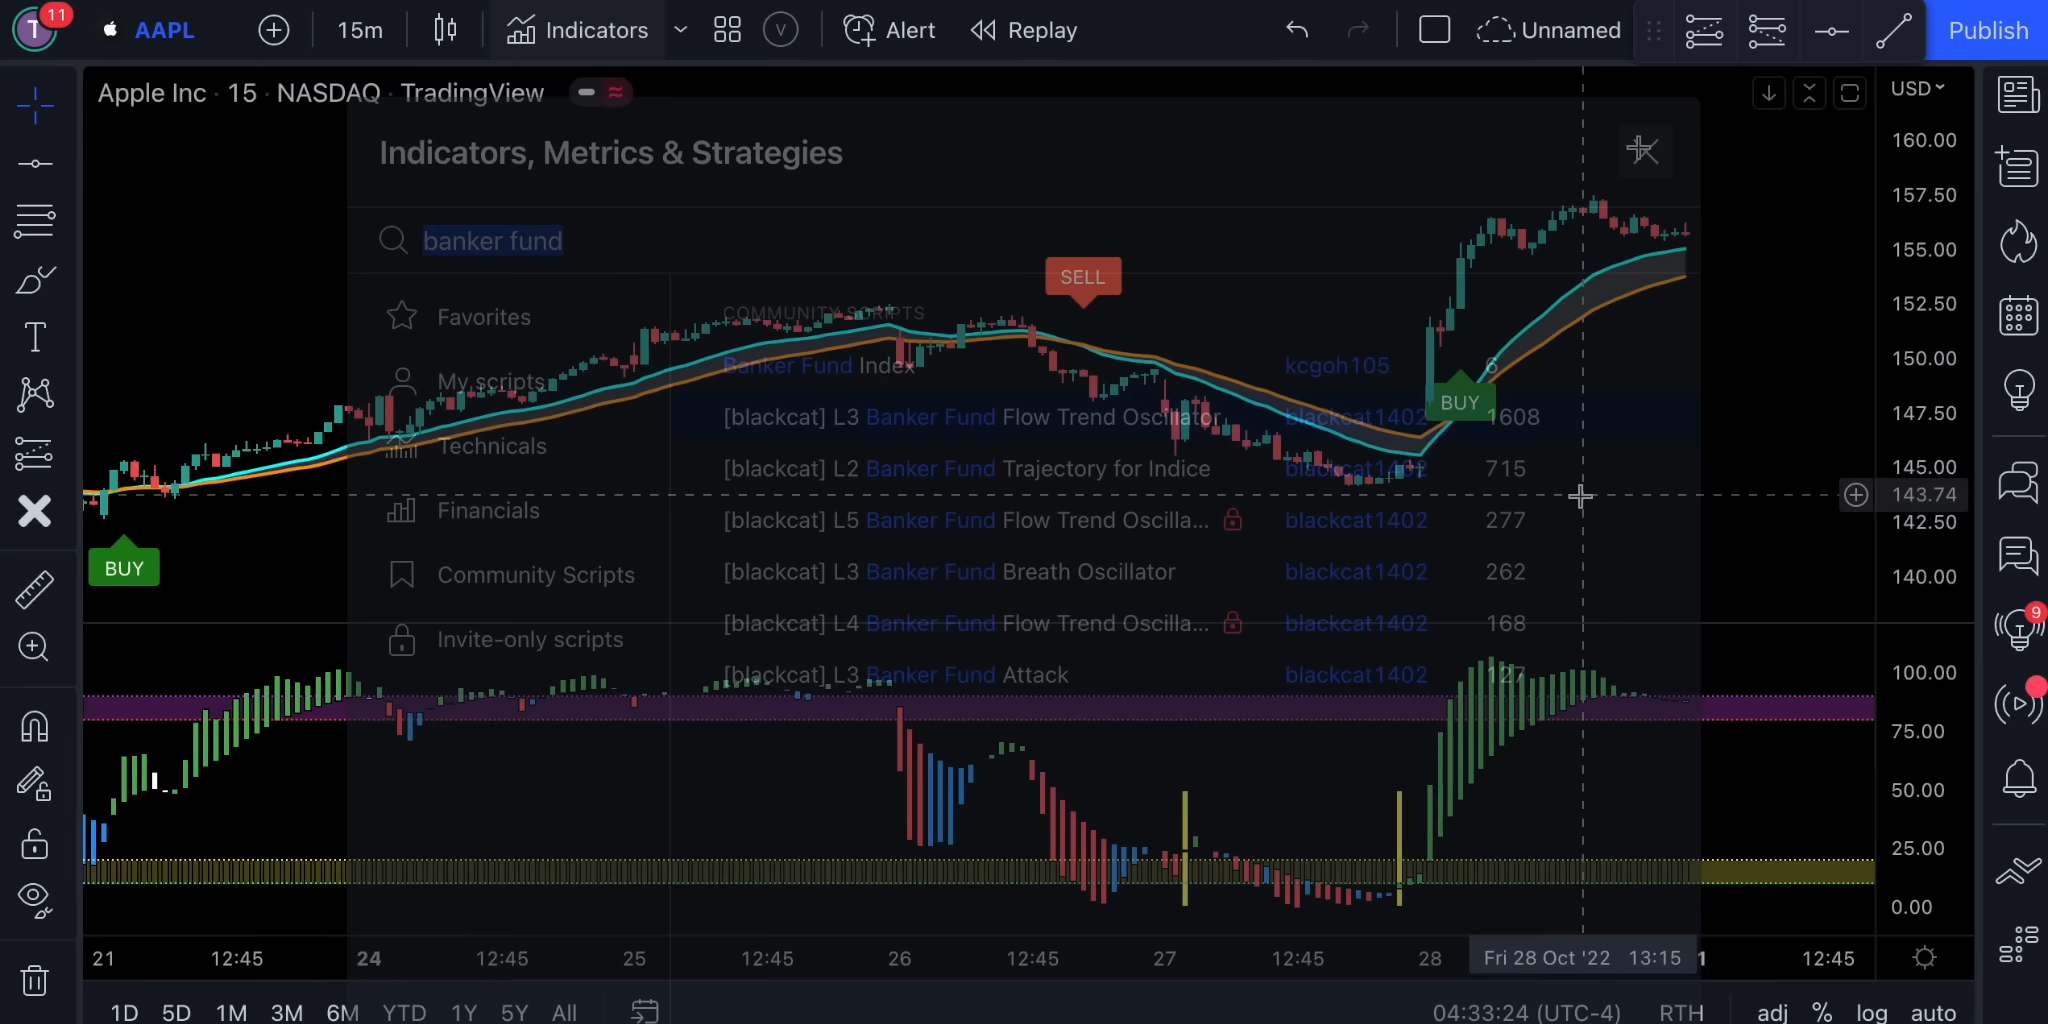 T 11 AAPL 15m Indicators V Alert Replay Unnamed Publish
Apple Inc · 15 · NASDAQ · TradingView
USD
Indicators, Metrics & Strategies
banker fund
Favorites
My scripts
Technicals
Financials
Community Scripts
Invite-only scripts
COMMUNITY SCRIPTS
Banker Fund Index kcgoh105 6
[blackcat] L3 Banker Fund Flow Trend Oscillator blackcat1402 1608
[blackcat] L2 Banker Fund Trajectory for Indice blackcat1402 715
[blackcat] L5 Banker Fund Flow Trend Oscilla... blackcat1402 277
[blackcat] L3 Banker Fund Breath Oscillator blackcat1402 262
[blackcat] L4 Banker Fund Flow Trend Oscilla... blackcat1402 168
[blackcat] L3 Banker Fund Attack blackcat1402 127
SELL
BUY
BUY
T
160.00
157.50
155.00
152.50
150.00
147.50
145.00
143.74
142.50
140.00
100.00
75.00
50.00
25.00
0.00
9
21 12:45 24 12:45 25 12:45 26 12:45 27 12:45 28 Fri 28 Oct '22 13:15 1 12:45
1D 5D 1M 3M 6M YTD 1Y 5Y All 04:33:24 (UTC-4) RTH adj % log auto